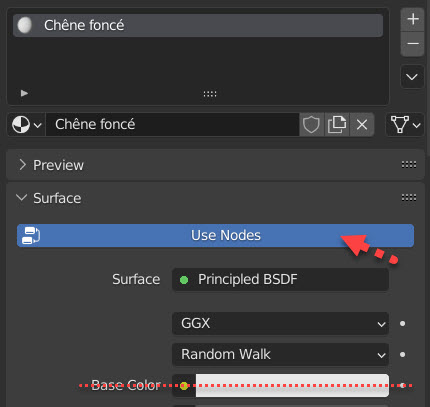 Chêne foncé
Chêne foncé
Preview
Surface
Use Nodes
Surface Principled BSDF
GGX
Random Walk
Base Color